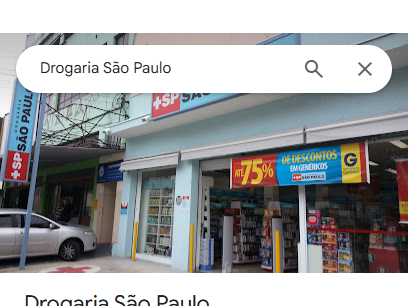 Drogaria São Paulo
+SP
SÃO PAULO
+SP SÃO
ATÉ 75% DE DESCONTOS
EM GENÉRICOS
+SP SÃO PAULO
G
Genérico
Drogaria São Paulo